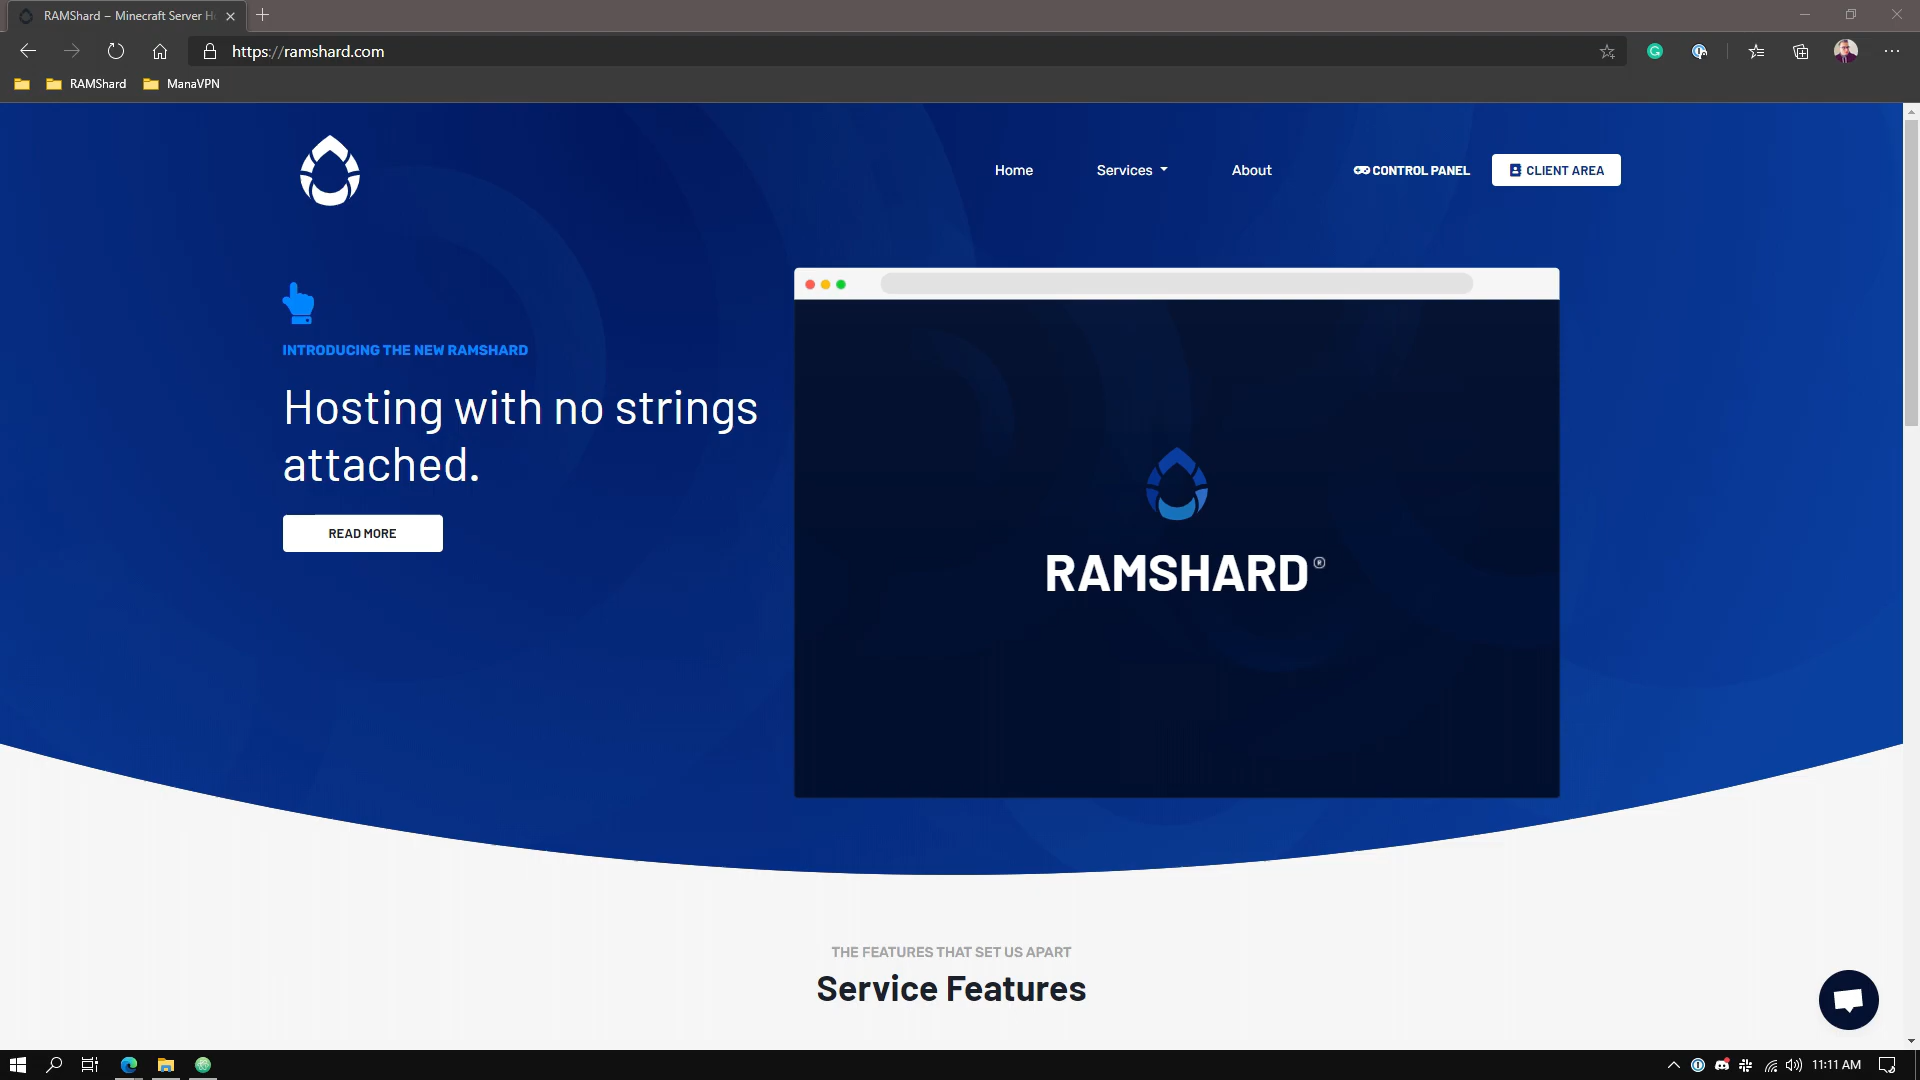 RAMShard – Minecraft Server H
https://ramshard.com
RAMShard
ManaVPN
Home
Services
About
CONTROL PANEL
CLIENT AREA
INTRODUCING THE NEW RAMSHARD
Hosting with no strings
attached.
READ MORE
RAMSHARD®
THE FEATURES THAT SET US APART
Service Features
11:11 AM